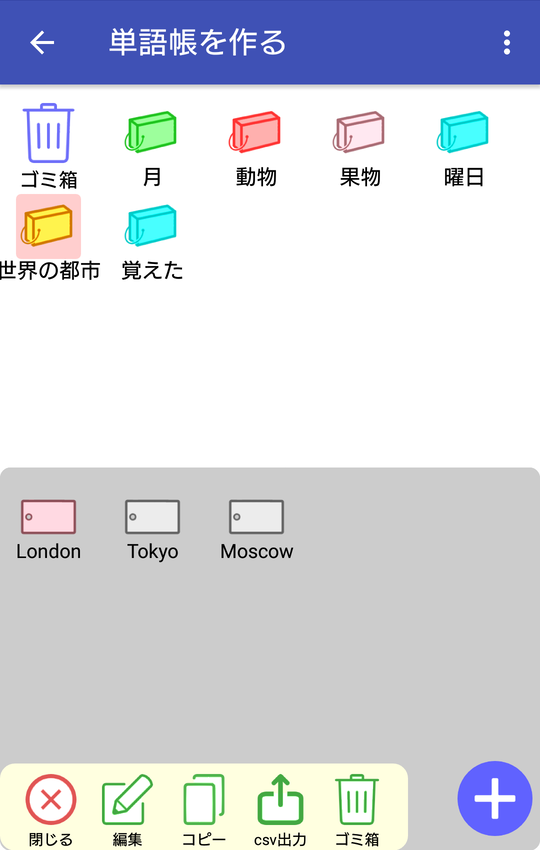 単語帳を作る
ゴミ箱
月
動物
果物
曜日
世界の都市
覚えた
London
Tokyo
Moscow
閉じる
編集
コピー
csv出力
ゴミ箱